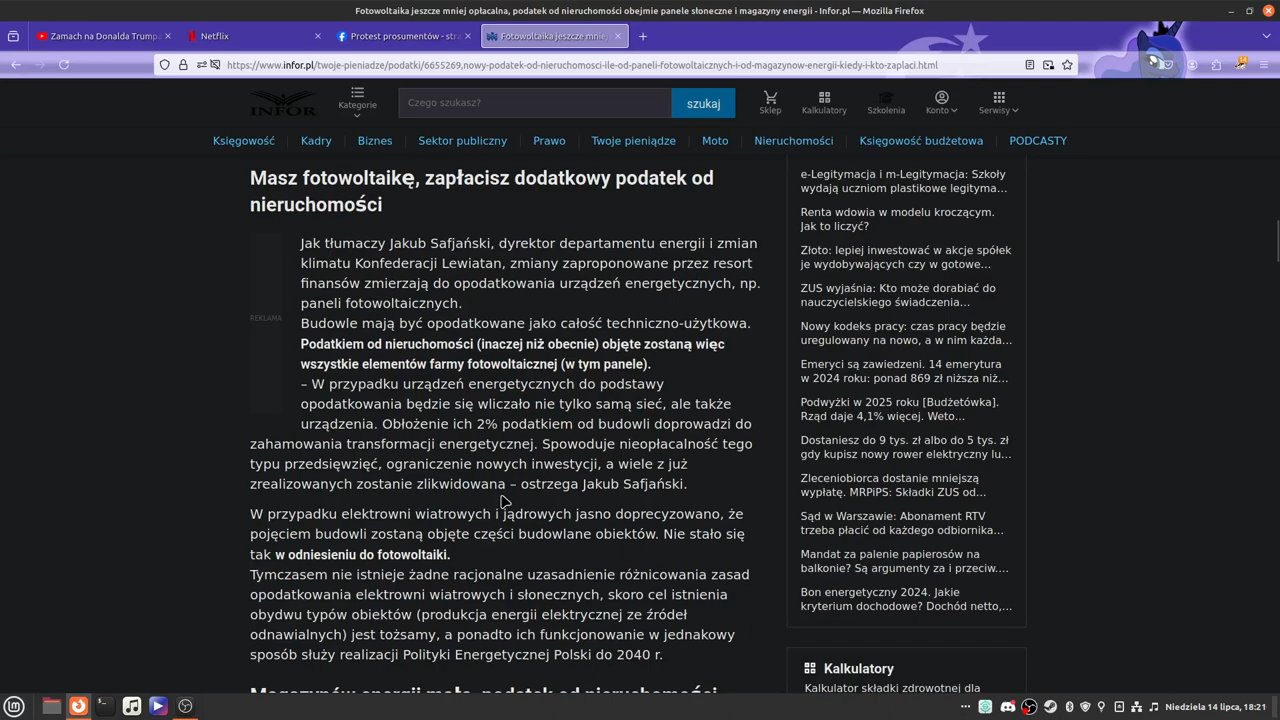 Fotowoltaika jeszcze mniej opłacalna, podatek od nieruchomości obejmie panele słoneczne i magazyny energii - Infor.pl — Mozilla Firefox
Zamach na Donalda Trumpa
Netflix
Protest prosumentów - stra
Fotowoltaika jeszcze mniej
https://www.infor.pl/twoje-pieniadze/podatki/6655269,nowy-podatek-od-nieruchomosci-ile-od-paneli-fotowoltaicznych-i-od-magazynow-energii-kiedy-i-kto-zaplaci.html
INFOR
Kategorie
Czego szukasz?
szukaj
Sklep
Kalkulatory
Szkolenia
Konto
Serwisy
Księgowość
Kadry
Biznes
Sektor publiczny
Prawo
Twoje pieniądze
Moto
Nieruchomości
Księgowość budżetowa
PODCASTY
Masz fotowoltaikę, zapłacisz dodatkowy podatek od
nieruchomości
REKLAMA
Jak tłumaczy Jakub Safjański, dyrektor departamentu energii i zmian
klimatu Konfederacji Lewiatan, zmiany zaproponowane przez resort
finansów zmierzają do opodatkowania urządzeń energetycznych, np.
paneli fotowoltaicznych.
Budowle mają być opodatkowane jako całość techniczno-użytkowa.
Podatkiem od nieruchomości (inaczej niż obecnie) objęte zostaną więc
wszystkie elementów farmy fotowoltaicznej (w tym panele).
– W przypadku urządzeń energetycznych do podstawy
opodatkowania będzie się wliczało nie tylko samą sieć, ale także
urządzenia. Obłożenie ich 2% podatkiem od budowli doprowadzi do
zahamowania transformacji energetycznej. Spowoduje nieopłacalność tego
typu przedsięwzięć, ograniczenie nowych inwestycji, a wiele z już
zrealizowanych zostanie zlikwidowana – ostrzega Jakub Safjański.
W przypadku elektrowni wiatrowych i jądrowych jasno doprecyzowano, że
pojęciem budowli zostaną objęte części budowlane obiektów. Nie stało się
tak w odniesieniu do fotowoltaiki.
Tymczasem nie istnieje żadne racjonalne uzasadnienie różnicowania zasad
opodatkowania elektrowni wiatrowych i słonecznych, skoro cel istnienia
obydwu typów obiektów (produkcja energii elektrycznej ze źródeł
odnawialnych) jest tożsamy, a ponadto ich funkcjonowanie w jednakowy
sposób służy realizacji Polityki Energetycznej Polski do 2040 r.
Magazynów energii mało, podatek od nieruchomości
e-Legitymacja i m-Legitymacja: Szkoły
wydają uczniom plastikowe legityma...
Renta wdowia w modelu kroczącym.
Jak to liczyć?
Złoto: lepiej inwestować w akcje spółek
je wydobywających czy w gotowe...
ZUS wyjaśnia: Kto może dorabiać do
nauczycielskiego świadczenia...
Nowy kodeks pracy: czas pracy będzie
uregulowany na nowo, a w nim każda...
Emeryci są zawiedzeni. 14 emerytura
w 2024 roku: ponad 869 zł niższa niż...
Podwyżki w 2025 roku [Budżetówka].
Rząd daje 4,1% więcej. Weto...
Dostaniesz do 9 tys. zł albo do 5 tys. zł
gdy kupisz nowy rower elektryczny lu...
Zleceniobiorca dostanie mniejszą
wypłatę. MRPiPS: Składki ZUS od...
Sąd w Warszawie: Abonament RTV
trzeba płacić od każdego odbiornika...
Mandat za palenie papierosów na
balkonie? Są argumenty za i przeciw....
Bon energetyczny 2024. Jakie
kryterium dochodowe? Dochód netto,...
Kalkulatory
Kalkulator składki zdrowotnej dla
Niedziela 14 lipca, 18:21